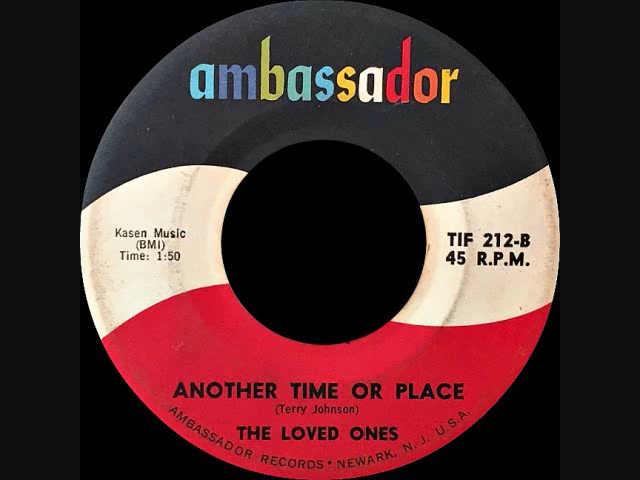 ambassador
Kasen Music
(BMI)
Time: 1:50
TIF 212-B
45 R.P.M.
ANOTHER TIME OR PLACE
(Terry Johnson)
THE LOVED ONES
AMBASSADOR RECORDS • NEWARK, N. J. U.S.A.